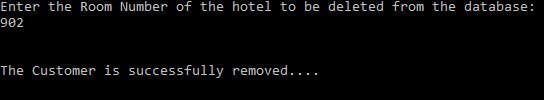 Enter the Room Number of the hotel to be deleted from the database:
902
The Customer is successfully removed....